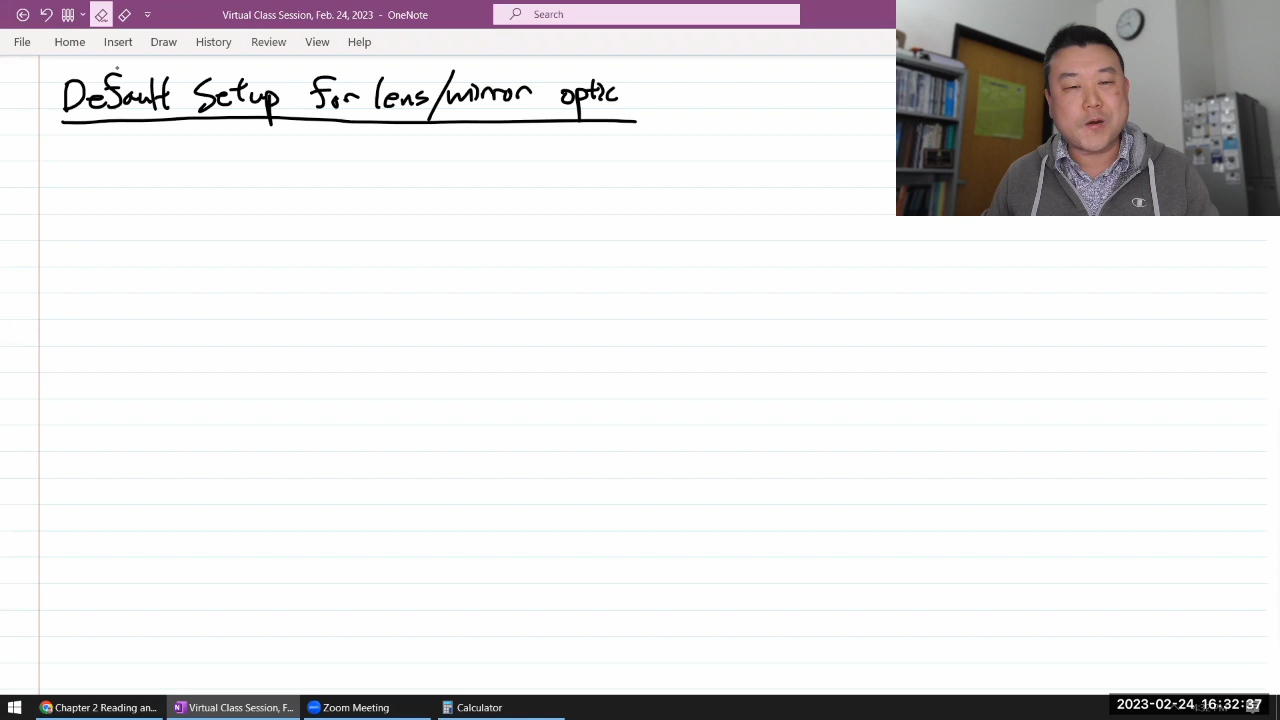 Virtual Class Session, Feb. 24, 2023 - OneNote
Search
File Home Insert Draw History Review View Help
Default Setup for lens/mirror optic
Chapter 2 Reading an... Virtual Class Session, F... Zoom Meeting Calculator
2023-02-24 16:32:37